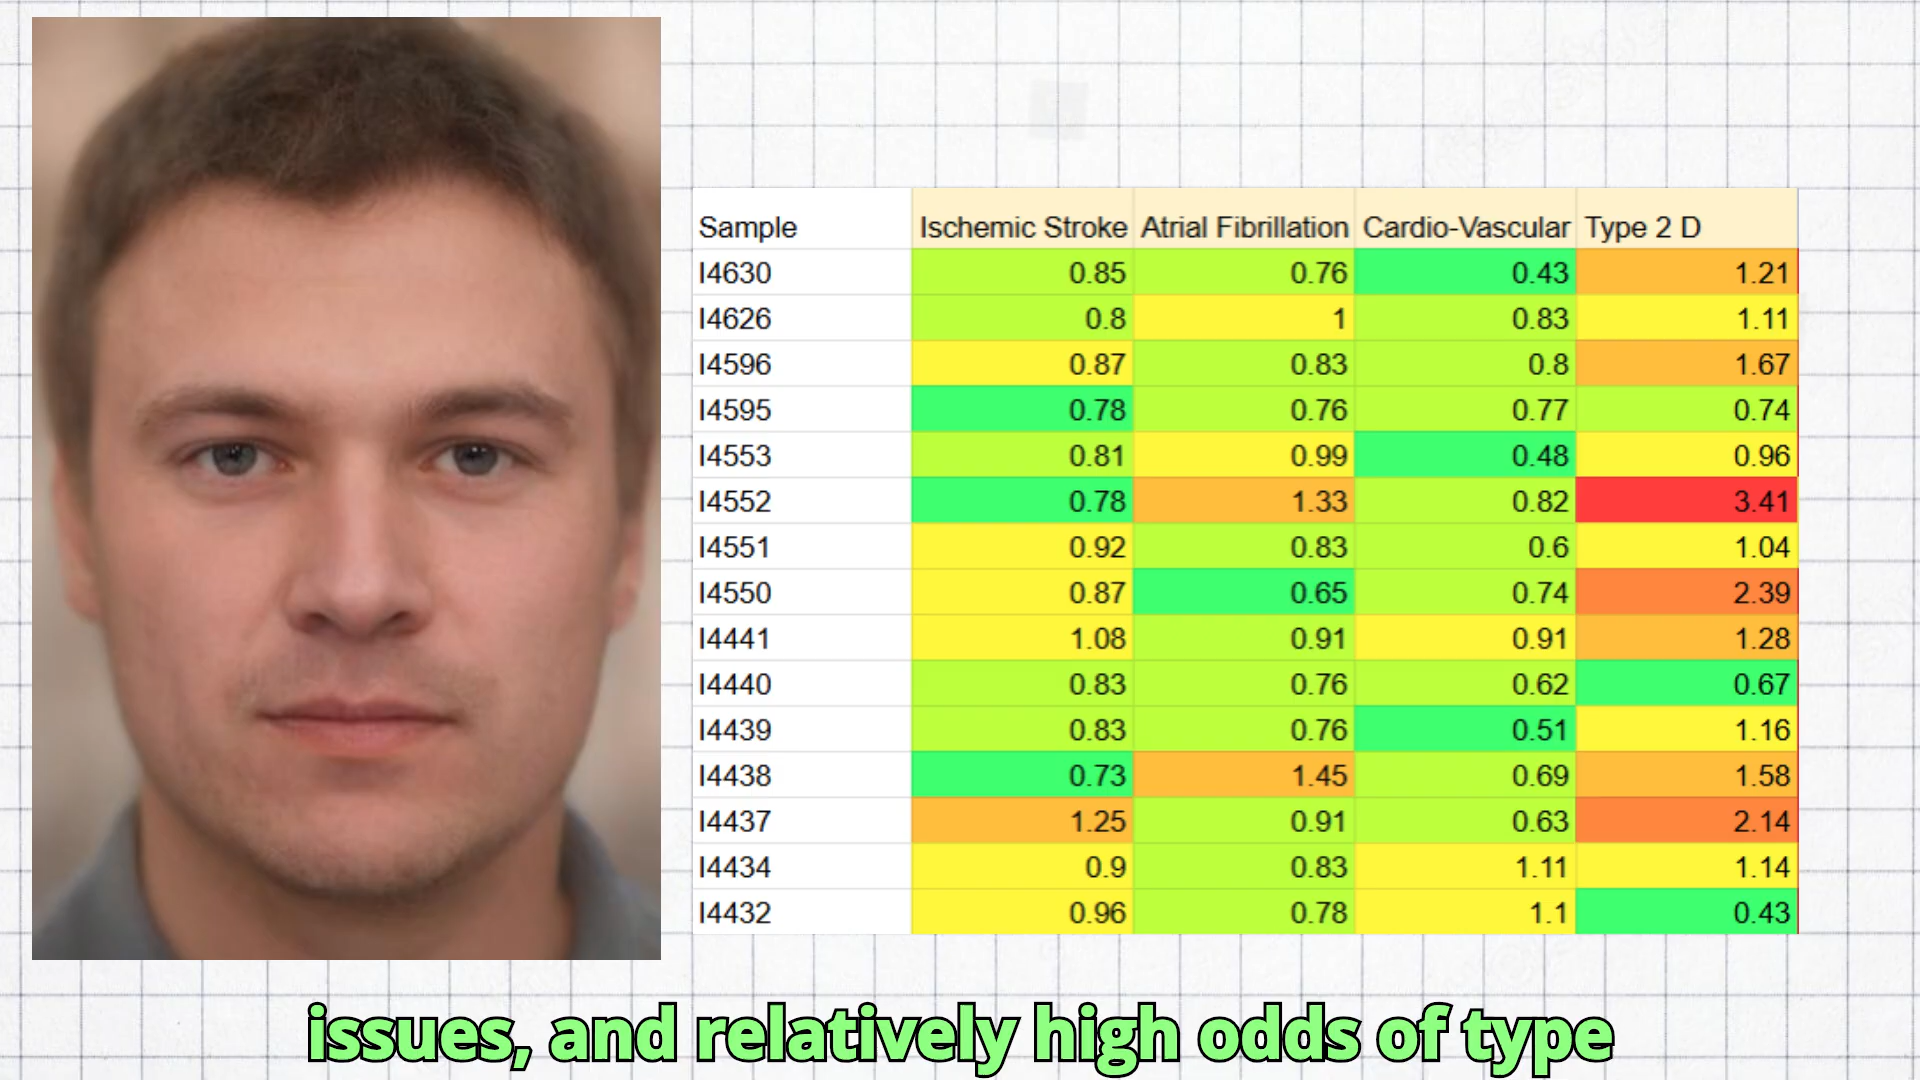 Sample Ischemic Stroke Atrial Fibrillation Cardio-Vascular Type 2 D
I4630 0.85 0.76 0.43 1.21
I4626 0.8 1 0.83 1.11
I4596 0.87 0.83 0.8 1.67
I4595 0.78 0.76 0.77 0.74
I4553 0.81 0.99 0.48 0.96
I4552 0.78 1.33 0.82 3.41
I4551 0.92 0.83 0.6 1.04
I4550 0.87 0.65 0.74 2.39
I4441 1.08 0.91 0.91 1.28
I4440 0.83 0.76 0.62 0.67
I4439 0.83 0.76 0.51 1.16
I4438 0.73 1.45 0.69 1.58
I4437 1.25 0.91 0.63 2.14
I4434 0.9 0.83 1.11 1.14
I4432 0.96 0.78 1.1 0.43
issues, and relatively high odds of type